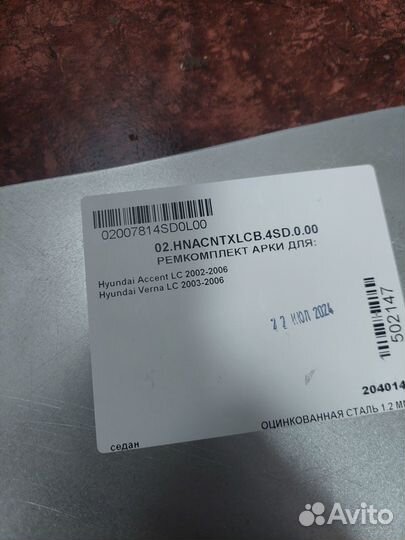 02007814SD0L00
02.HNACNTXLCB.4SD.0.00
РЕМКОМПЛЕКТ АРКИ ДЛЯ:
Hyundai Accent LC 2002-2006
Hyundai Verna LC 2003-2006
22 ИЮЛ 2024
502147
204014
ОЦИНКОВАННАЯ СТАЛЬ 1.2 ММ
седан
Avito